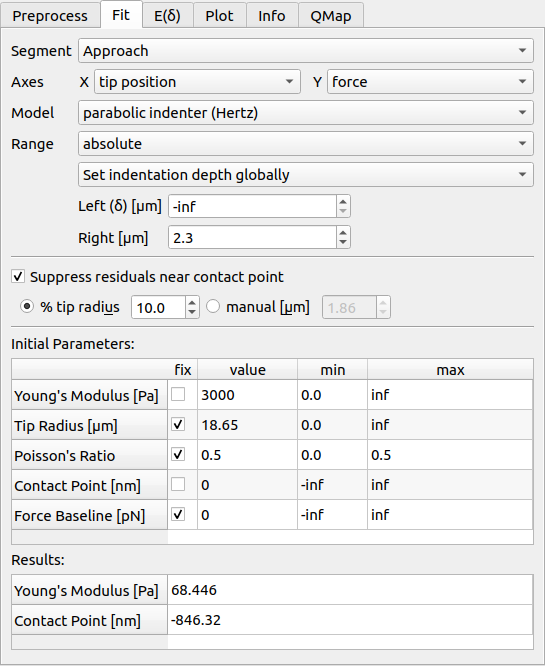 Preprocess Fit E(δ) Plot Info QMap
Segment Approach
Axes X tip position Y force
Model parabolic indenter (Hertz)
Range absolute
Set indentation depth globally
Left (δ) [µm] -inf
Right [µm] 2.3
Suppress residuals near contact point
% tip radius 10.0 manual [µm] 1.86
Initial Parameters:
fix value min max
Young's Modulus [Pa] 3000 0.0 inf
Tip Radius [µm] 18.65 0.0 inf
Poisson's Ratio 0.5 0.0 0.5
Contact Point [nm] 0 -inf inf
Force Baseline [pN] 0 -inf inf
Results:
Young's Modulus [Pa] 68.446
Contact Point [nm] -846.32